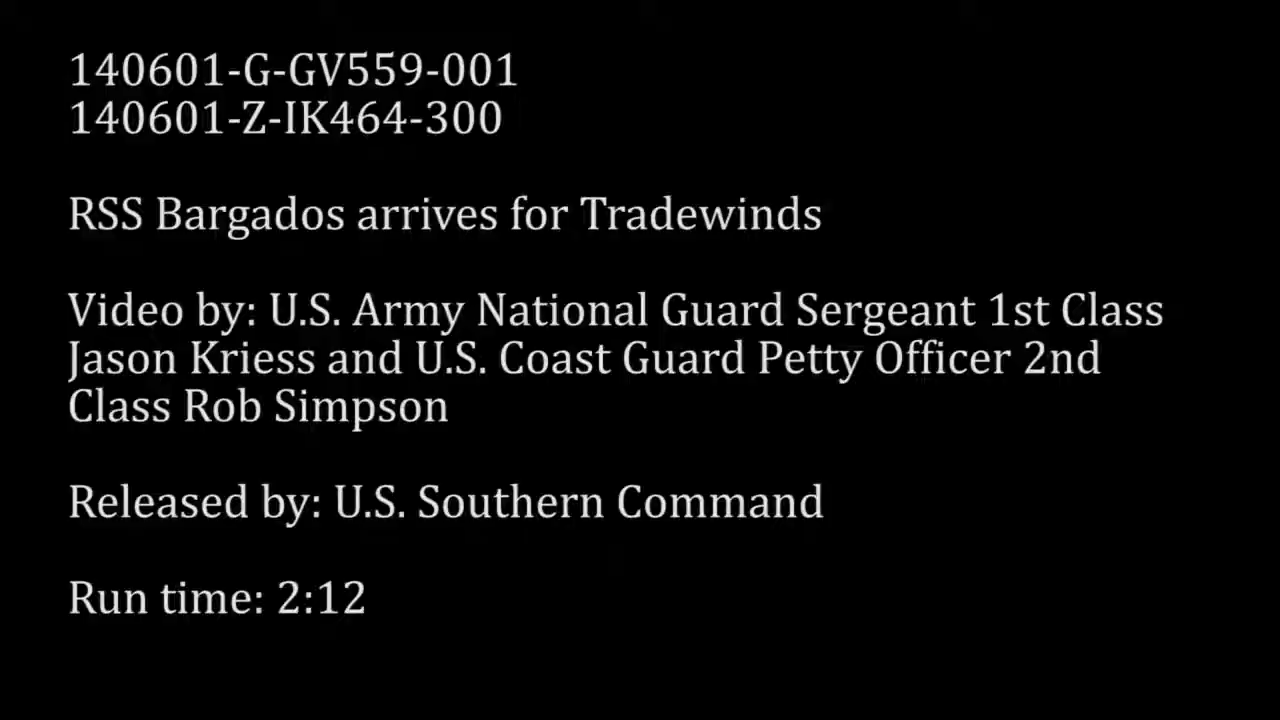 140601-G-GV559-001
140601-Z-IK464-300
RSS Bargados arrives for Tradewinds
Video by: U.S. Army National Guard Sergeant 1st Class
Jason Kriess and U.S. Coast Guard Petty Officer 2nd
Class Rob Simpson
Released by: U.S. Southern Command
Run time: 2:12